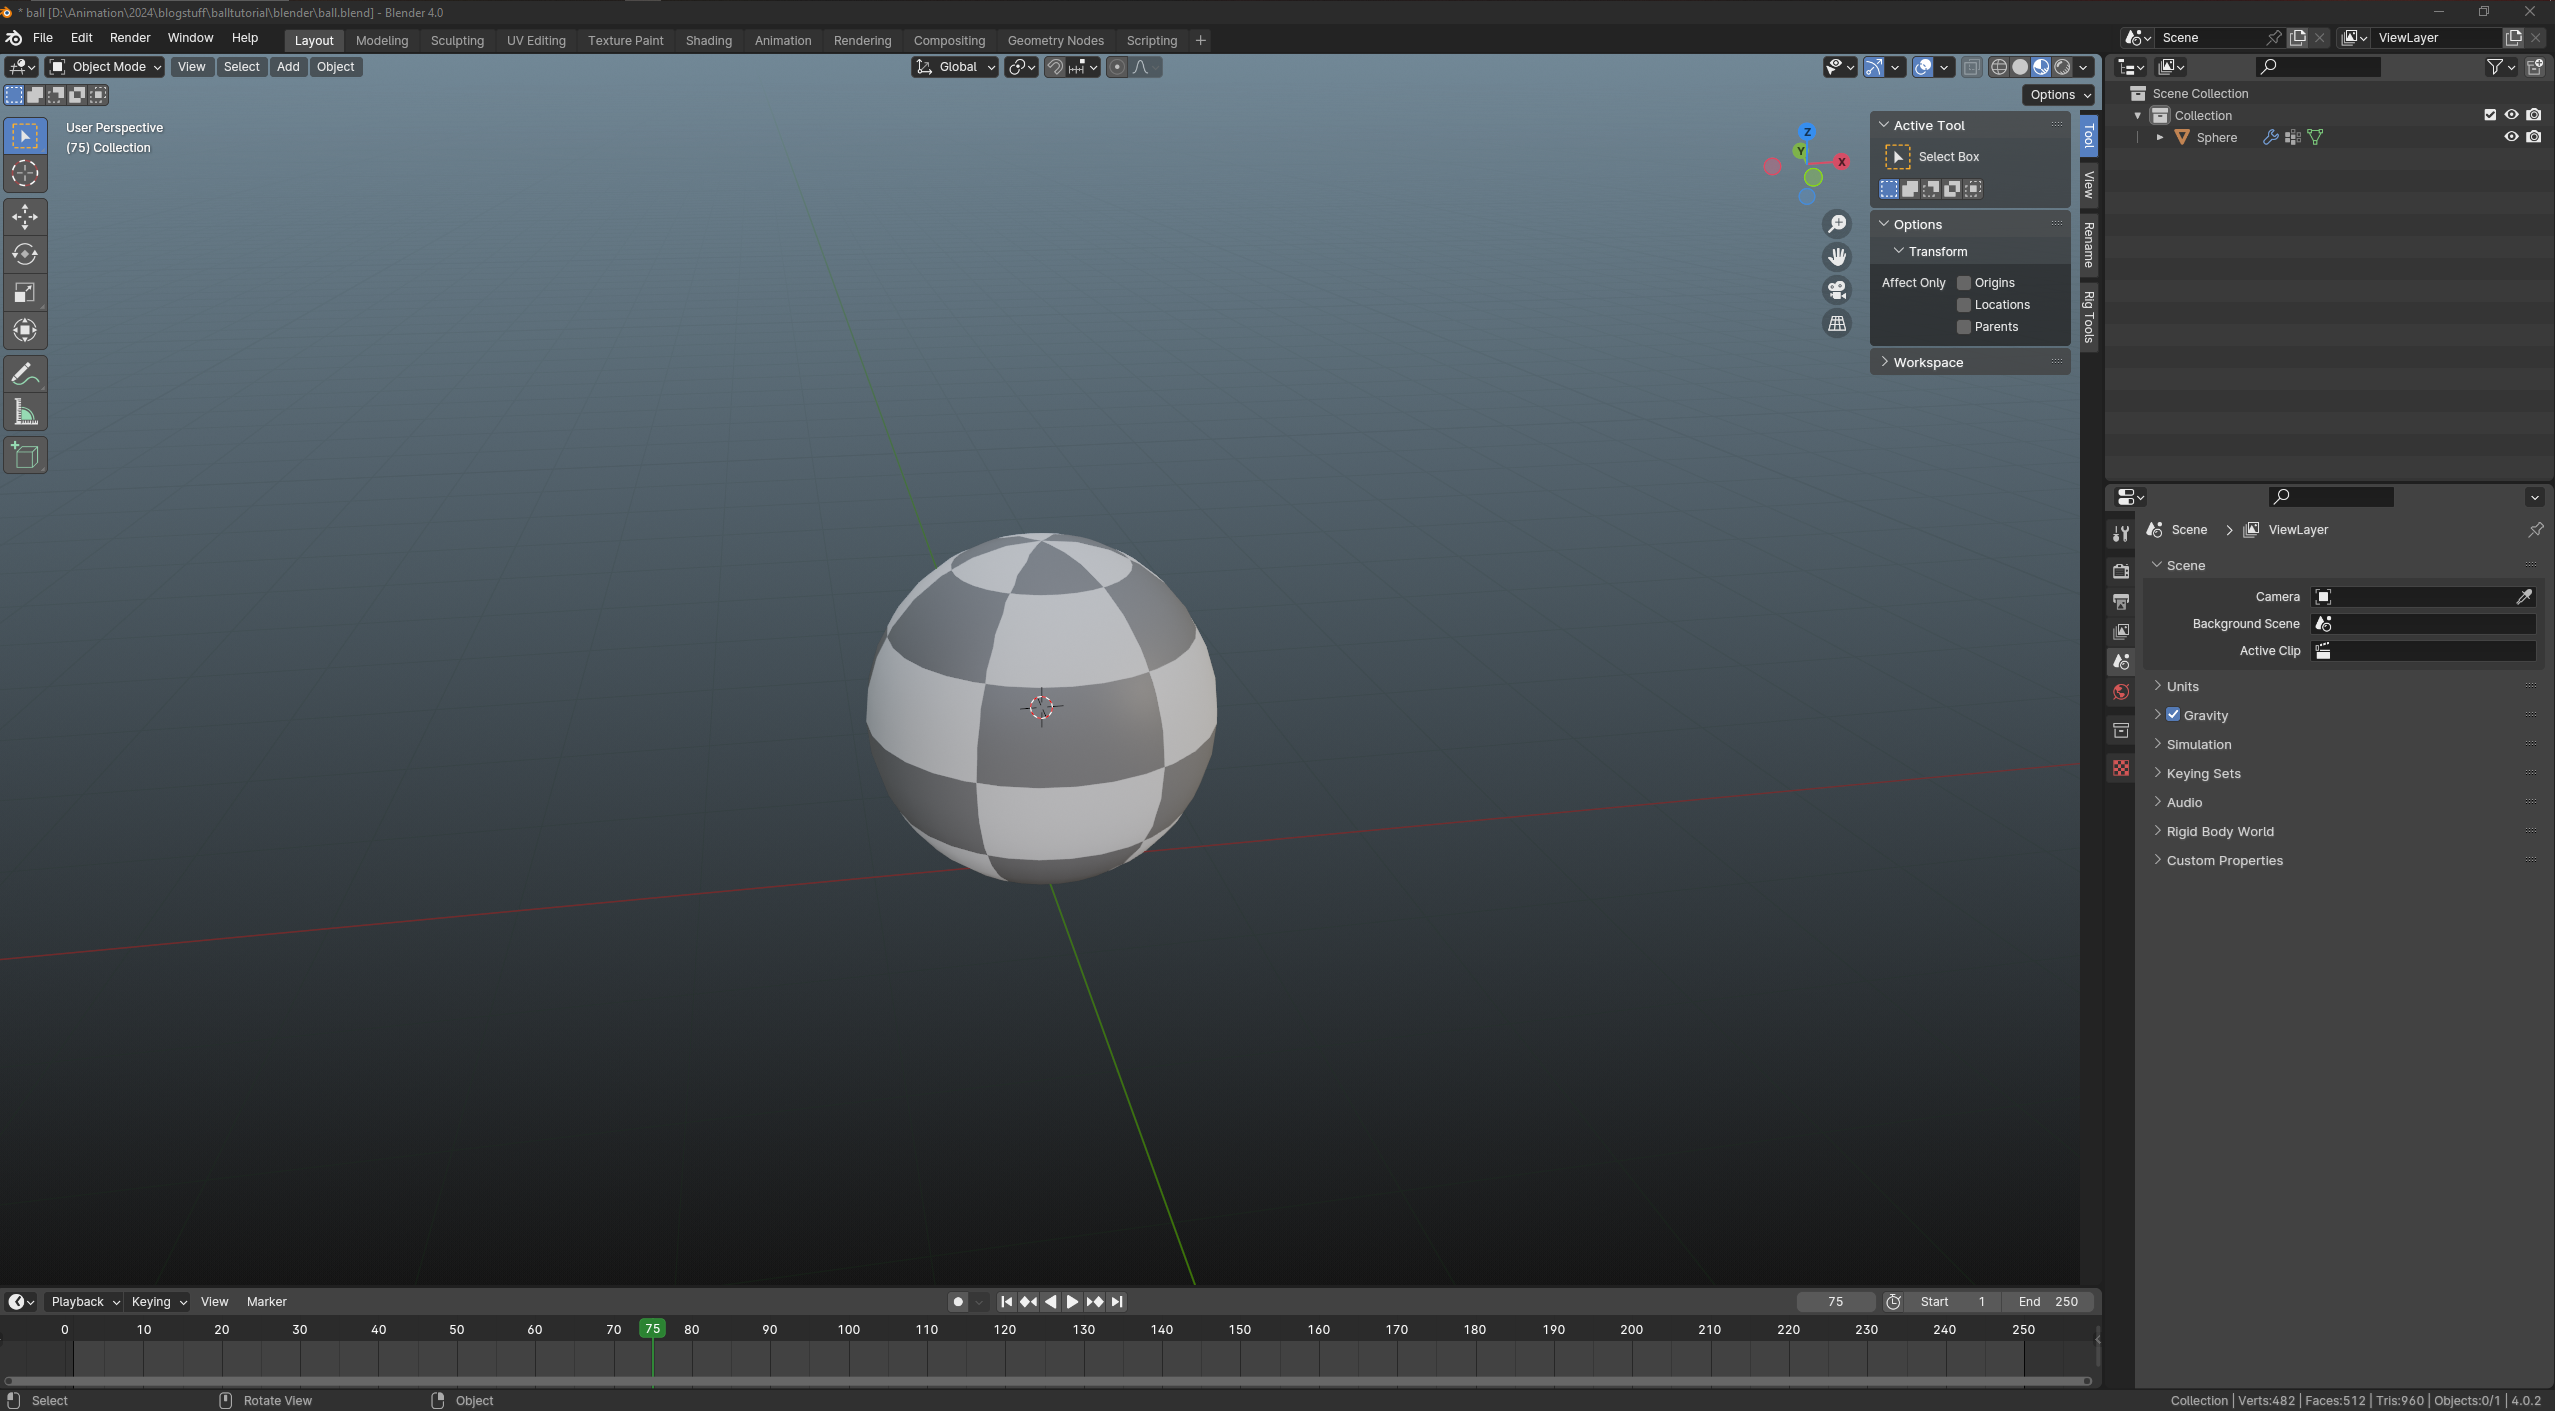 * ball [D:\Animation\2024\blogstuff\balltutorial\blender\ball.blend] - Blender 4.0
File Edit Render Window Help Layout Modeling Sculpting UV Editing Texture Paint Shading Animation Rendering Compositing Geometry Nodes Scripting + Scene ViewLayer
Object Mode View Select Add Object Global
Options
User Perspective
(75) Collection
Z
Y
X
Active Tool
Select Box
Options
Transform
Affect Only Origins
Locations
Parents
Workspace
Tool
View
Rename
Rig Tools
Scene Collection
Collection
Sphere
Scene ViewLayer
Scene
Camera
Background Scene
Active Clip
Units
Gravity
Simulation
Keying Sets
Audio
Rigid Body World
Custom Properties
Playback Keying View Marker 75 Start 1 End 250
0 10 20 30 40 50 60 70 75 80 90 100 110 120 130 140 150 160 170 180 190 200 210 220 230 240 250
Select Rotate View Object Collection | Verts:482 | Faces:512 | Tris:960 | Objects:0/1 | 4.0.2